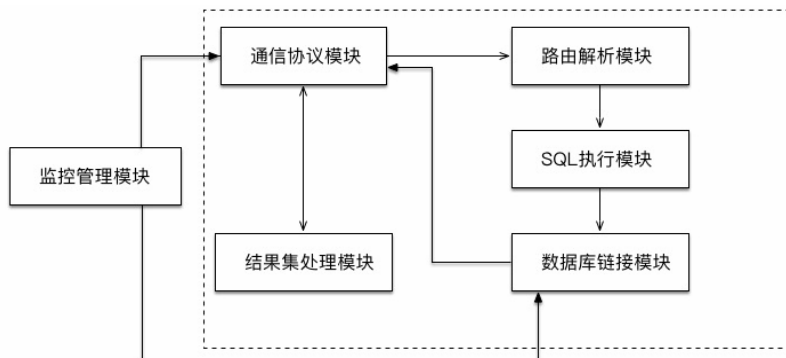 通信协议模块
路由解析模块
监控管理模块
SQL执行模块
结果集处理模块
数据库链接模块